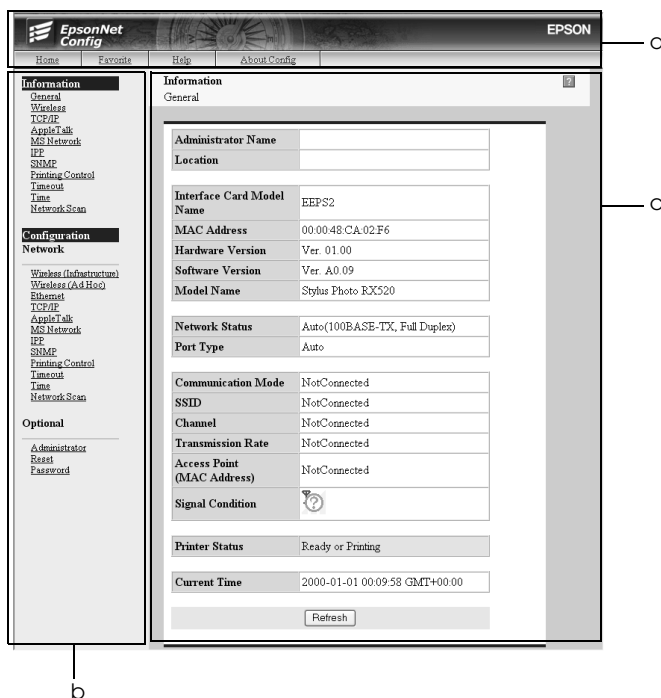 EpsonNet
Config
EPSON
Home Favorite Help About Config
Information
General
Wireless
TCP/IP
AppleTalk
MS Network
IPP
SNMP
Printing Control
Timeout
Time
Network Scan
Configuration
Network
Wireless (Infrastructure)
Wireless (Ad Hoc)
Ethernet
TCP/IP
AppleTalk
MS Network
IPP
SNMP
Printing Control
Timeout
Time
Network Scan
Optional
Administrator
Reset
Password
Information ?
General
Administrator Name
Location
Interface Card Model
Name EEPS2
MAC Address 00:00:48:CA:02:F6
Hardware Version Ver. 01.00
Software Version Ver. A0.09
Model Name Stylus Photo RX520
Network Status Auto(100BASE-TX, Full Duplex)
Port Type Auto
Communication Mode NotConnected
SSID NotConnected
Channel NotConnected
Transmission Rate NotConnected
Access Point
(MAC Address) NotConnected
Signal Condition ?
Printer Status Ready or Printing
Current Time 2000-01-01 00:09:58 GMT+00:00
Refresh
b